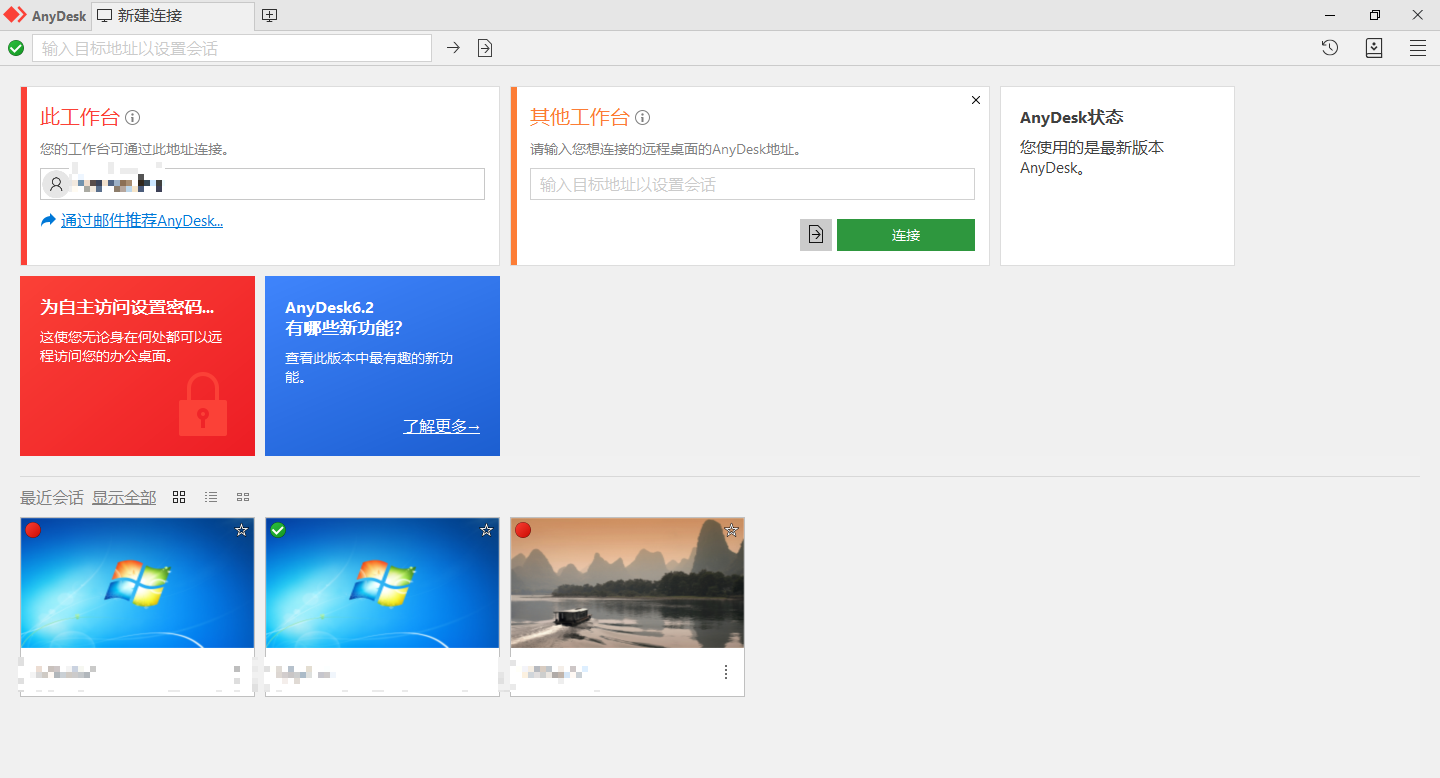 AnyDesk
新建连接
输入目标地址以设置会话
此工作台
您的工作台可通过此地址连接。
通过邮件推荐AnyDesk...
其他工作台
请输入您想连接的远程桌面的AnyDesk地址。
输入目标地址以设置会话
连接
AnyDesk状态
您使用的是最新版本
AnyDesk。
为自主访问设置密码...
这使您无论身在何处都可以远
程访问您的办公桌面。
AnyDesk6.2
有哪些新功能?
查看此版本中最有趣的新功
能。
了解更多→
最近会话 显示全部